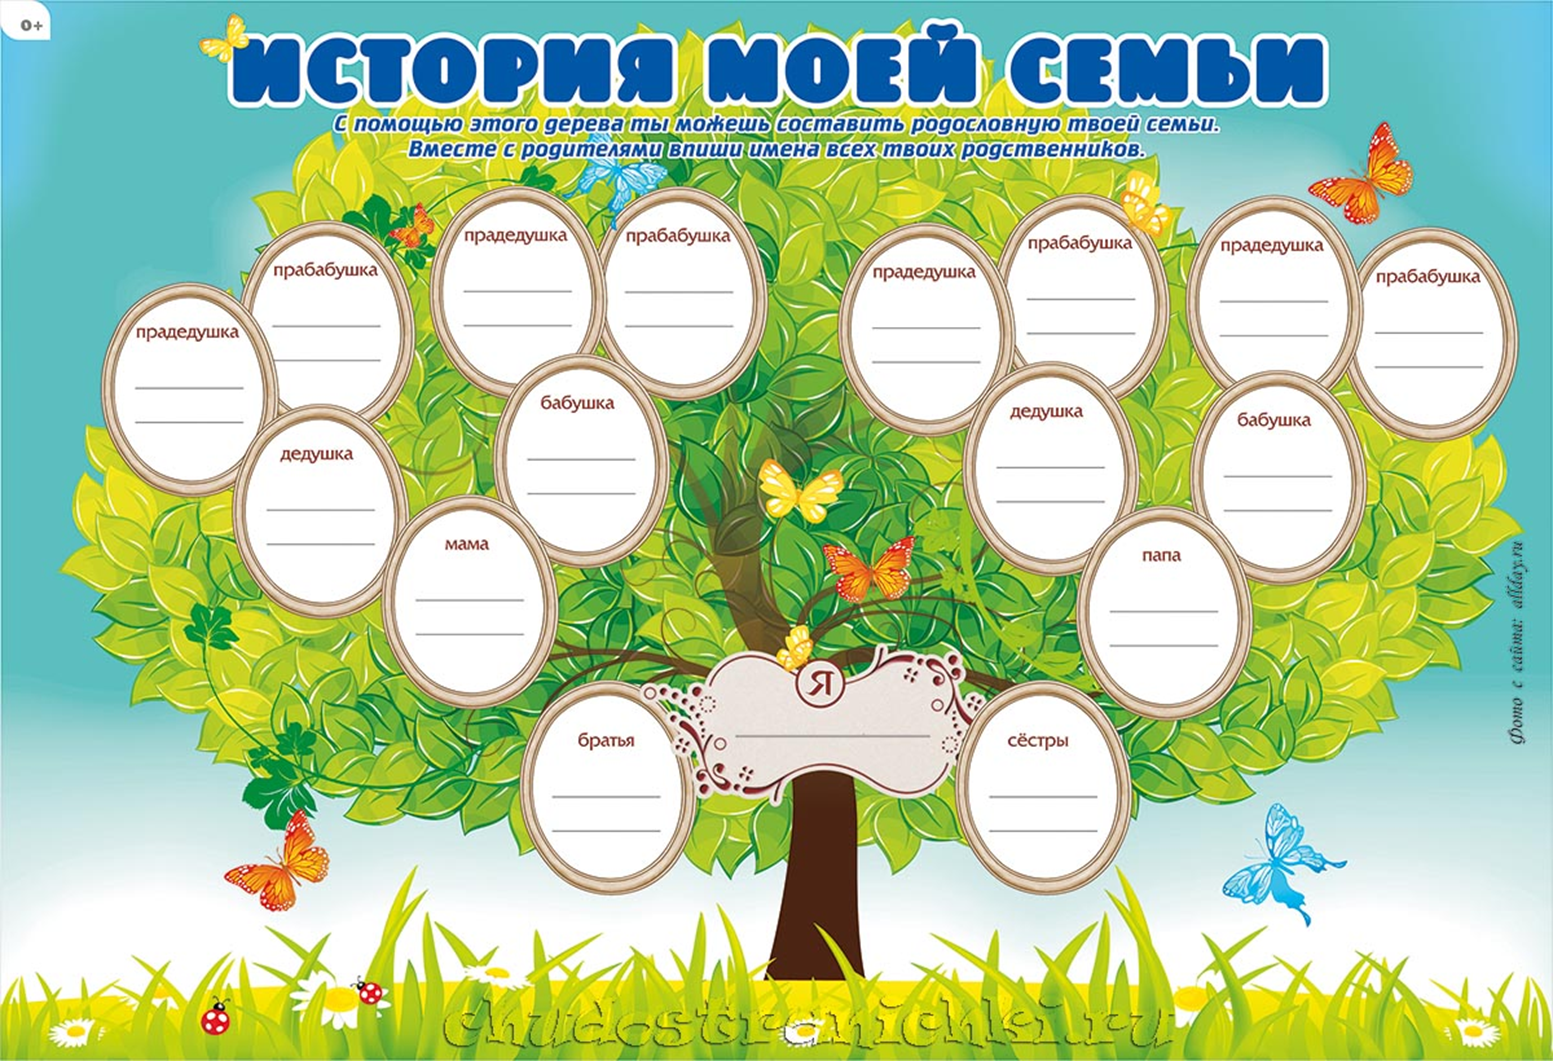 0+
ИСТОРИЯ МОЕЙ СЕМЬИ
С помощью этого дерева ты можешь составить родословную твоей семьи.
Вместе с родителями впиши имена всех твоих родственников.
прадедушка
прабабушка
прадедушка
прабабушка
прадедушка
прабабушка
прадедушка
прабабушка
дедушка
бабушка
дедушка
бабушка
мама
папа
Я
братья
сёстры
Фото с сайта: allday.ru
chudostranichki.ru